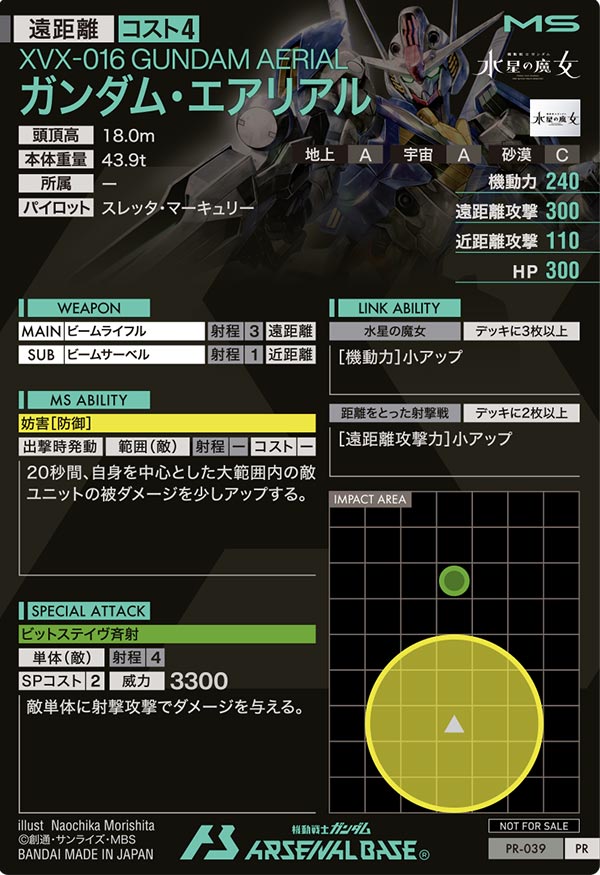 遠距離 コスト4
MS
XVX-016 GUNDAM AERIAL
ガンダム・エアリアル
機動戦士ガンダム
水星の魔女
水星の魔女
頭頂高 18.0m
本体重量 43.9t
所属 ー
パイロット スレッタ・マーキュリー
地上 A 宇宙 A 砂漠 C
機動力 240
遠距離攻撃 300
近距離攻撃 110
HP 300
WEAPON
MAIN ビームライフル 射程 3 遠距離
SUB ビームサーベル 射程 1 近距離
MS ABILITY
妨害[防御]
出撃時発動 範囲(敵) 射程 ー コスト ー
20秒間、自身を中心とした大範囲内の敵
ユニットの被ダメージを少しアップする。
SPECIAL ATTACK
ビットステイヴ斉射
単体(敵) 射程 4
SPコスト 2 威力 3300
敵単体に射撃攻撃でダメージを与える。
LINK ABILITY
水星の魔女 デッキに3枚以上
[機動力]小アップ
距離をとった射撃戦 デッキに2枚以上
[遠距離攻撃力]小アップ
IMPACT AREA
illust Naochika Morishita
©創通・サンライズ・MBS
BANDAI MADE IN JAPAN
機動戦士ガンダム
ARSENAL BASE®
NOT FOR SALE
PR-039 PR